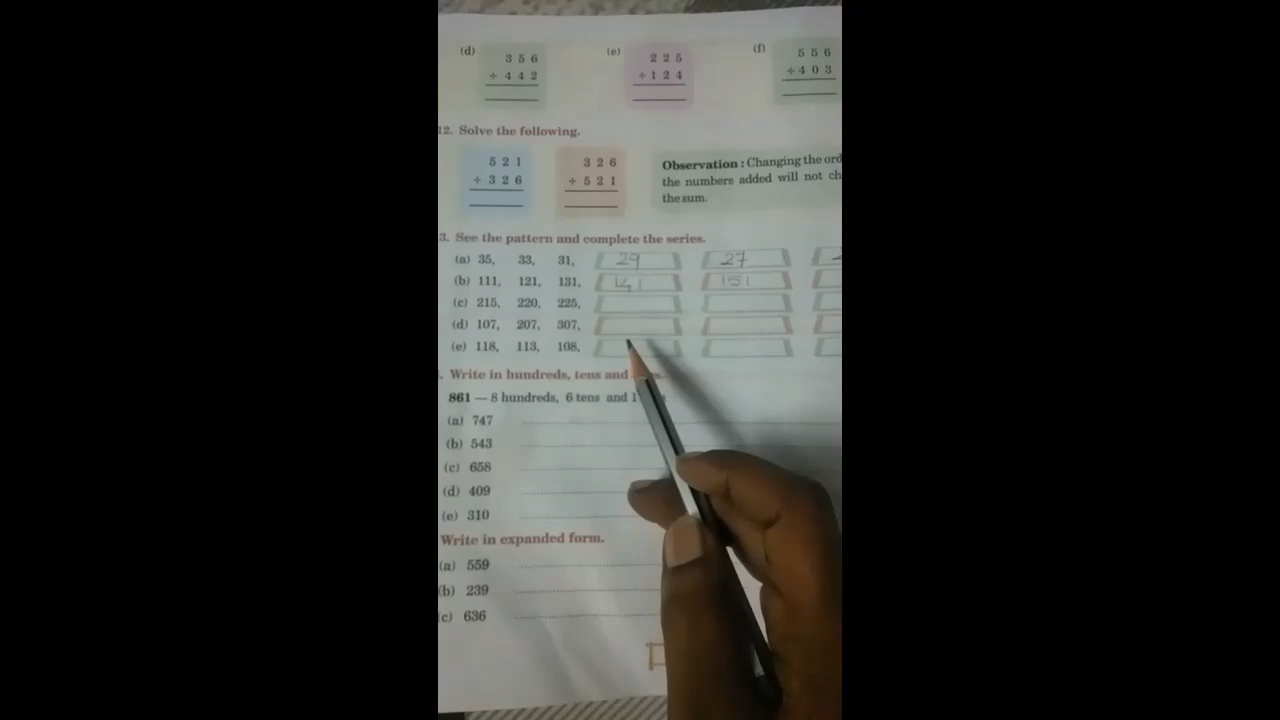 (d) 3 5 6 (e) 2 2 5 (f) 5 5 6
+ 4 4 2 + 1 2 4 + 4 0 3
12. Solve the following.
5 2 1 3 2 6
+ 3 2 6 + 5 2 1
Observation : Changing the
the numbers added will not
the sum.
3. See the pattern and complete the series.
(a) 35, 33, 31, 29 27
(b) 111, 121, 131, 141 151
(c) 215, 220, 225,
(d) 107, 207, 307,
(e) 118, 113, 108,
. Write in hundreds, tens and
861 — 8 hundreds, 6 tens and 1
(a) 747
(b) 543
(c) 658
(d) 409
(e) 310
Write in expanded form.
(a) 559
(b) 239
(c) 636